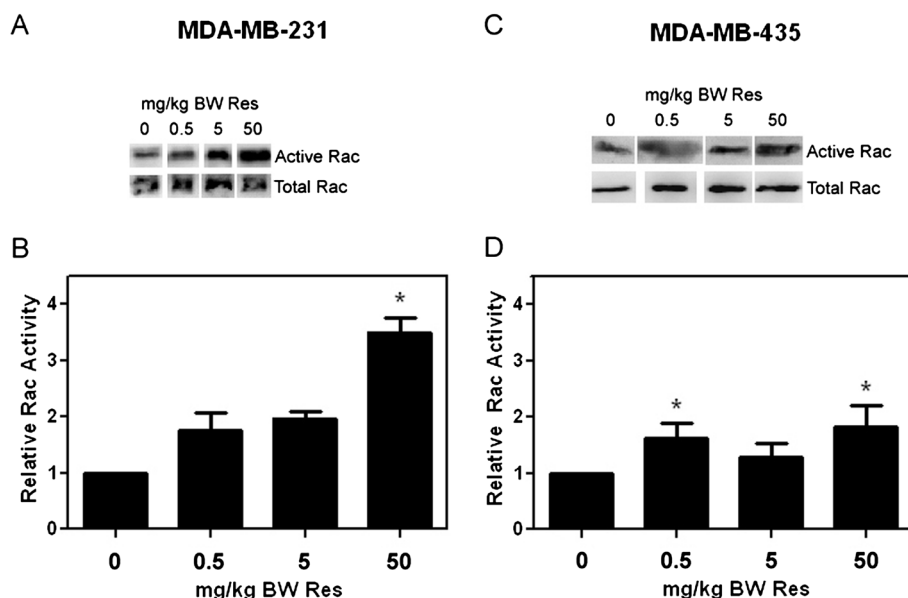 A
MDA-MB-231
mg/kg BW Res
0 0.5 5 50
Active Rac
Total Rac
B
Relative Rac Activity
4
3
2
1
0
*
0 0.5 5 50
mg/kg BW Res
C
MDA-MB-435
mg/kg BW Res
0 0.5 5 50
Active Rac
Total Rac
D
Relative Rac Activity
4
3
2
1
0
* *
0 0.5 5 50
mg/kg BW Res